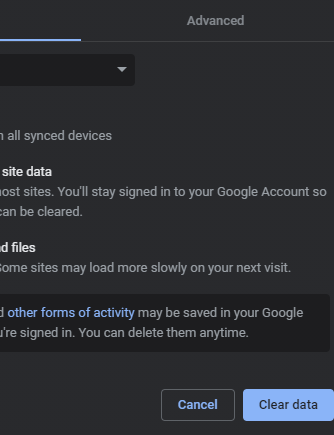 Advanced
all synced devices
site data
most sites. You'll stay signed in to your Google Account so
can be cleared.
files
Some sites may load more slowly on your next visit.
other forms of activity may be saved in your Google
you're signed in. You can delete them anytime.
Cancel
Clear data